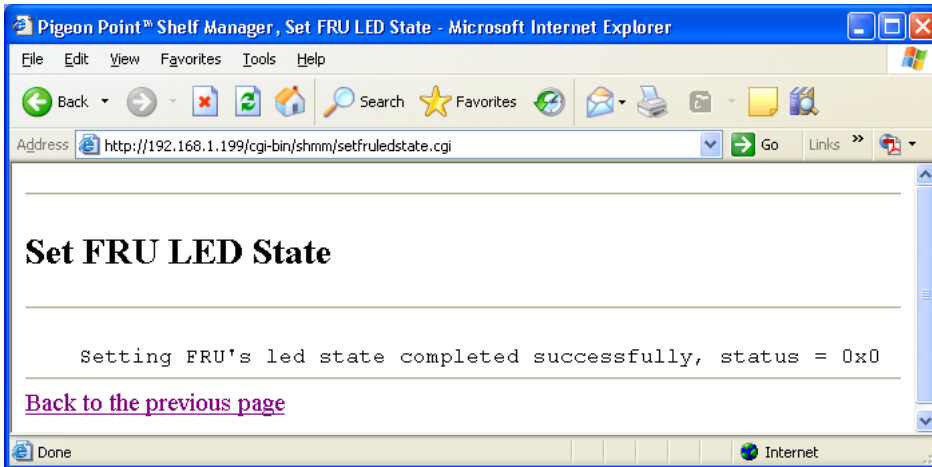 Pigeon Point™ Shelf Manager, Set FRU LED State - Microsoft Internet Explorer
File Edit View Favorites Tools Help
Back Search Favorites
Address http://192.168.1.199/cgi-bin/shmm/setfruledstate.cgi Go Links »
Set FRU LED State
Setting FRU's led state completed successfully, status = 0x0
Back to the previous page
Done Internet